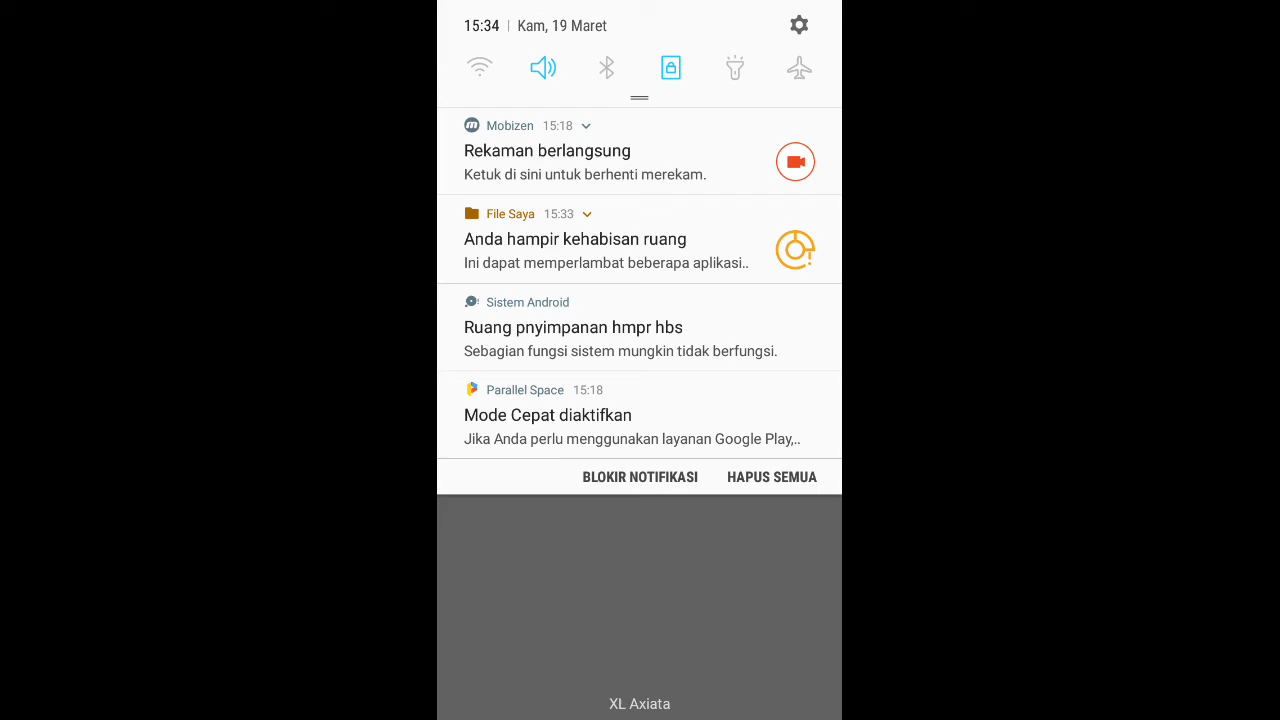 15:34 | Kam, 19 Maret
Mobizen 15:18
Rekaman berlangsung
Ketuk di sini untuk berhenti merekam.
File Saya 15:33
Anda hampir kehabisan ruang
Ini dapat memperlambat beberapa aplikasi..
Sistem Android
Ruang pnyimpanan hmpr hbs
Sebagian fungsi sistem mungkin tidak berfungsi.
Parallel Space 15:18
Mode Cepat diaktifkan
Jika Anda perlu menggunakan layanan Google Play,..
BLOKIR NOTIFIKASI HAPUS SEMUA
XL Axiata